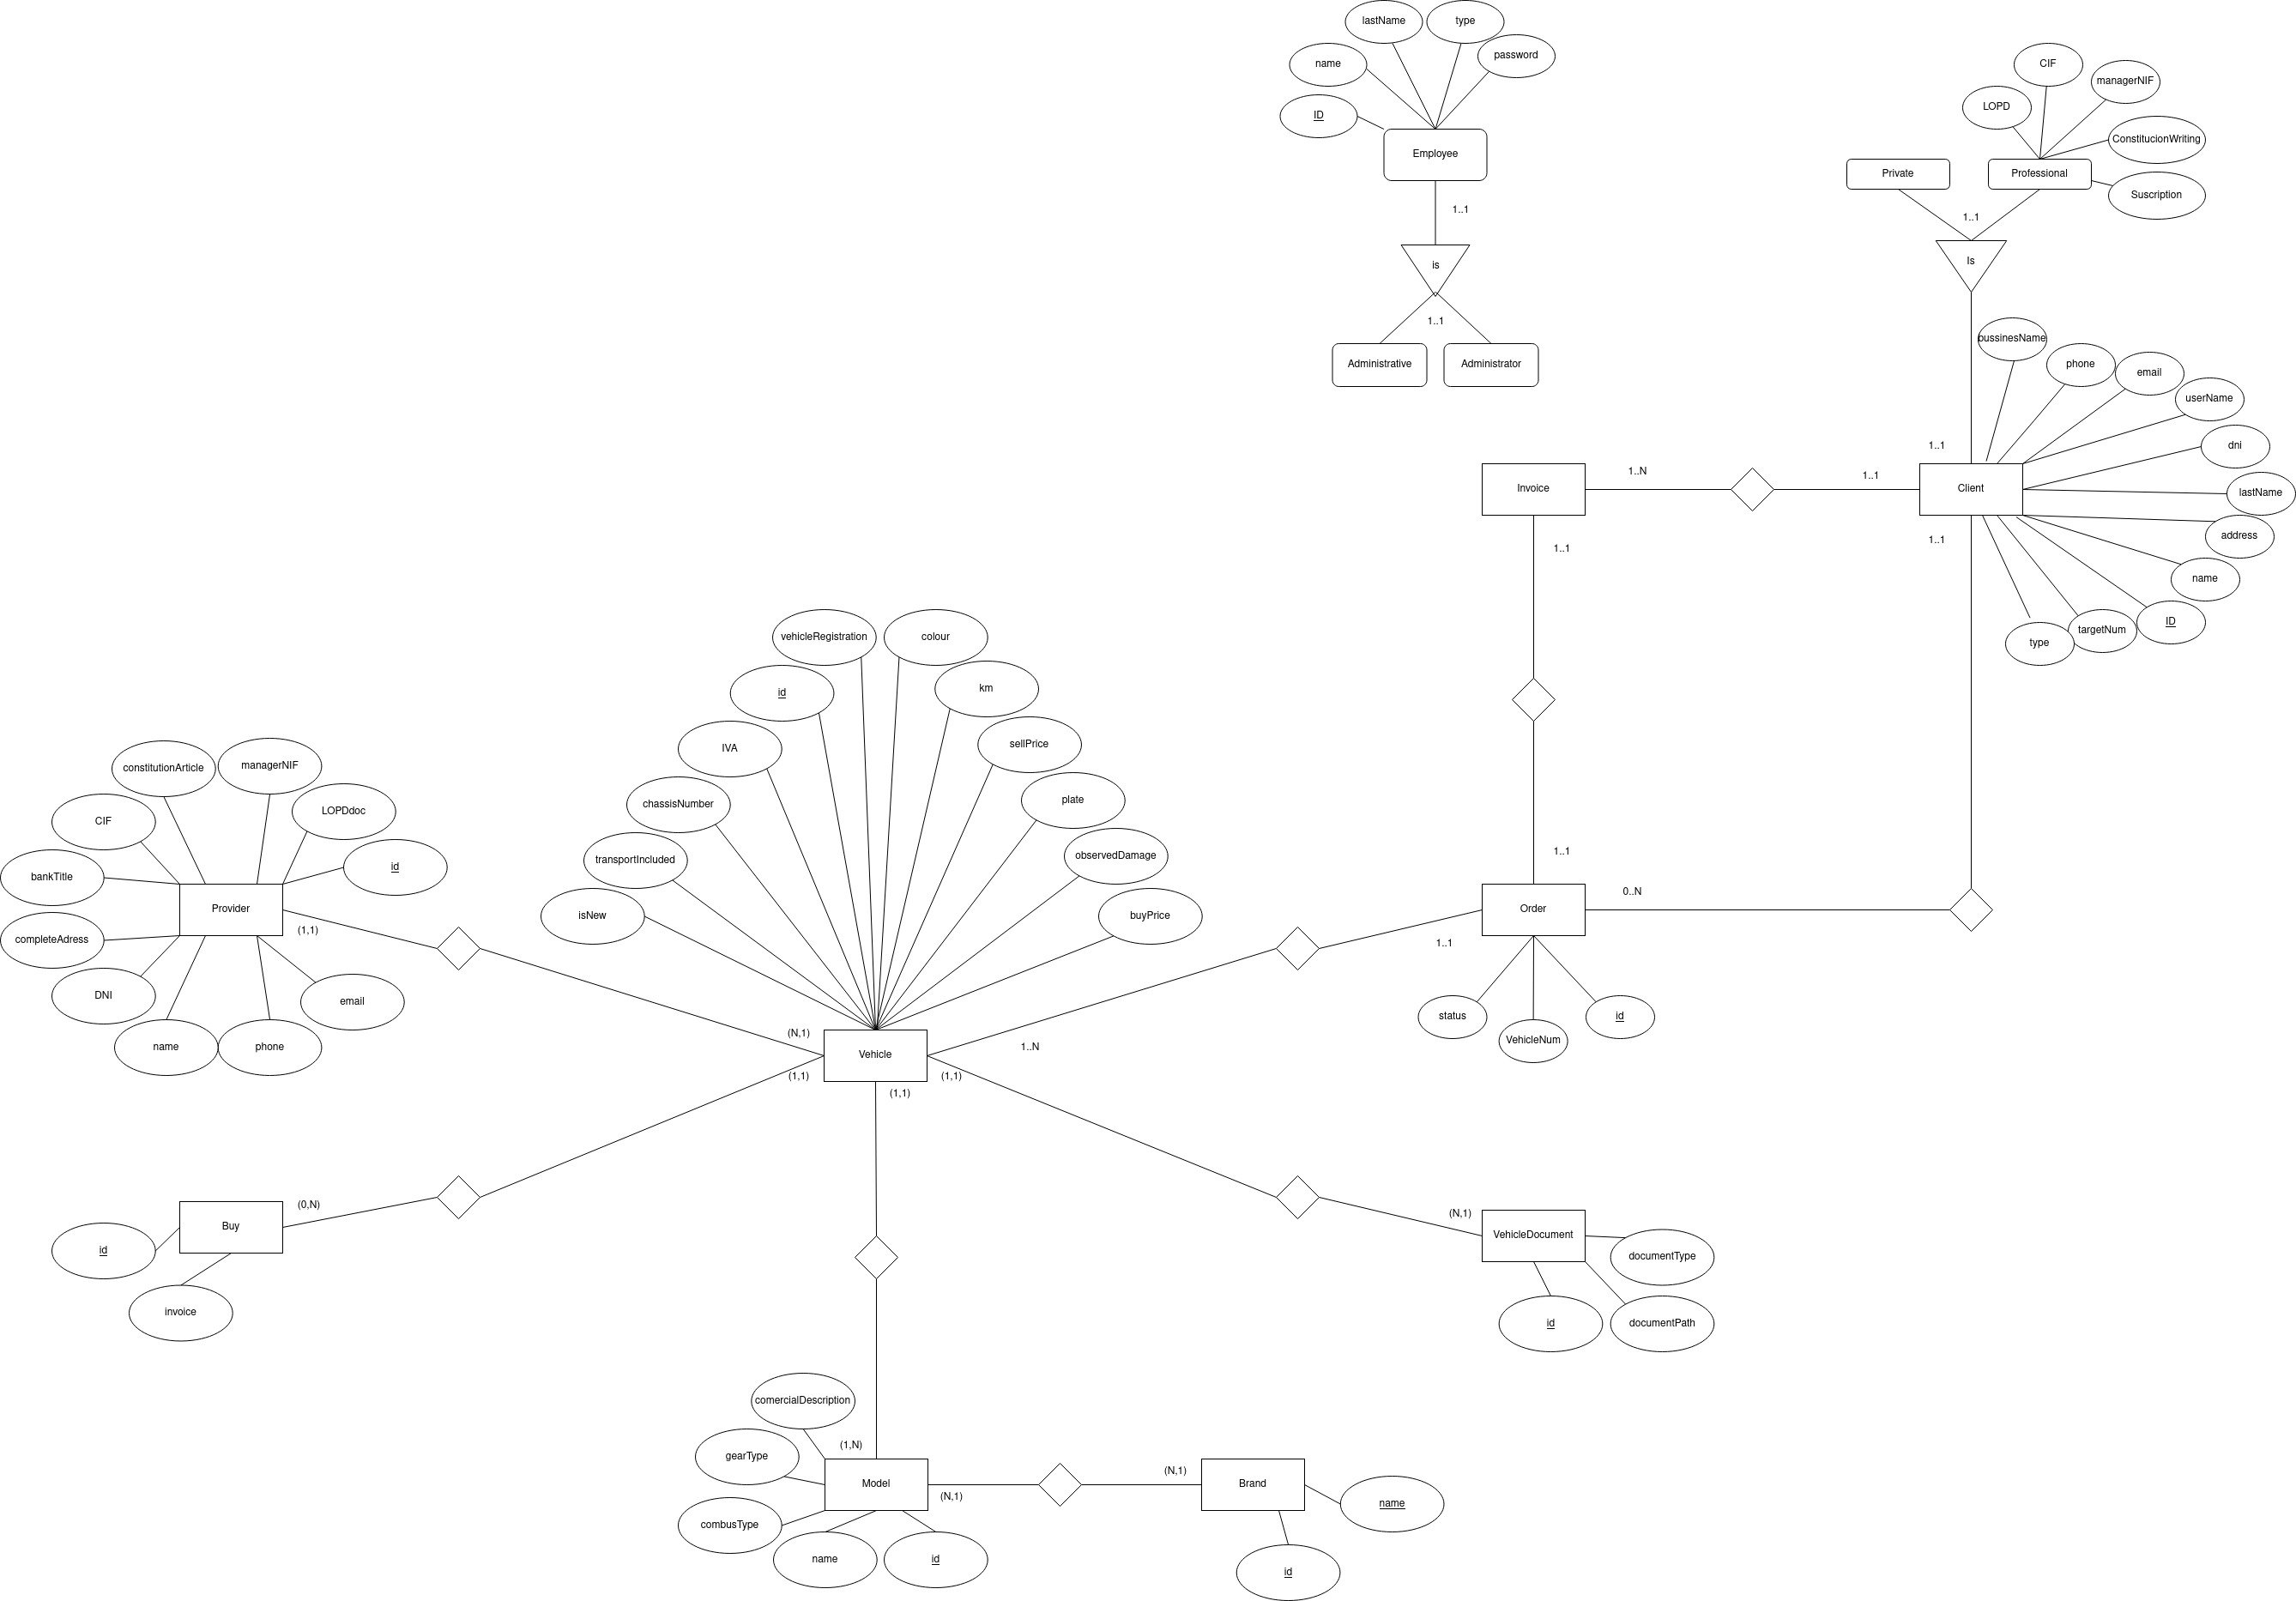 lastName
type
name
password
ID
Employee
1..1
is
1..1
Administrative
Administrator
CIF
managerNIF
LOPD
ConstitucionWriting
Private
Professional
Suscription
1..1
Is
bussinesName
phone
email
userName
dni
lastName
address
name
ID
targetNum
type
1..1
Client
1..1
1..1
1..N
Invoice
1..1
1..1
Order
0..N
1..1
status
VehicleNum
id
vehicleRegistration
colour
id
km
IVA
sellPrice
chassisNumber
plate
transportIncluded
observedDamage
isNew
buyPrice
Vehicle
(N,1)
1..N
(1,1)
(1,1)
(1,1)
constitutionArticle
managerNIF
CIF
LOPDdoc
bankTitle
id
Provider
completeAdress
(1,1)
DNI
email
name
phone
Buy
(0,N)
id
invoice
(N,1)
VehicleDocument
documentType
id
documentPath
comercialDescription
(1,N)
gearType
Model
(N,1)
combusType
name
id
(N,1)
Brand
name
id